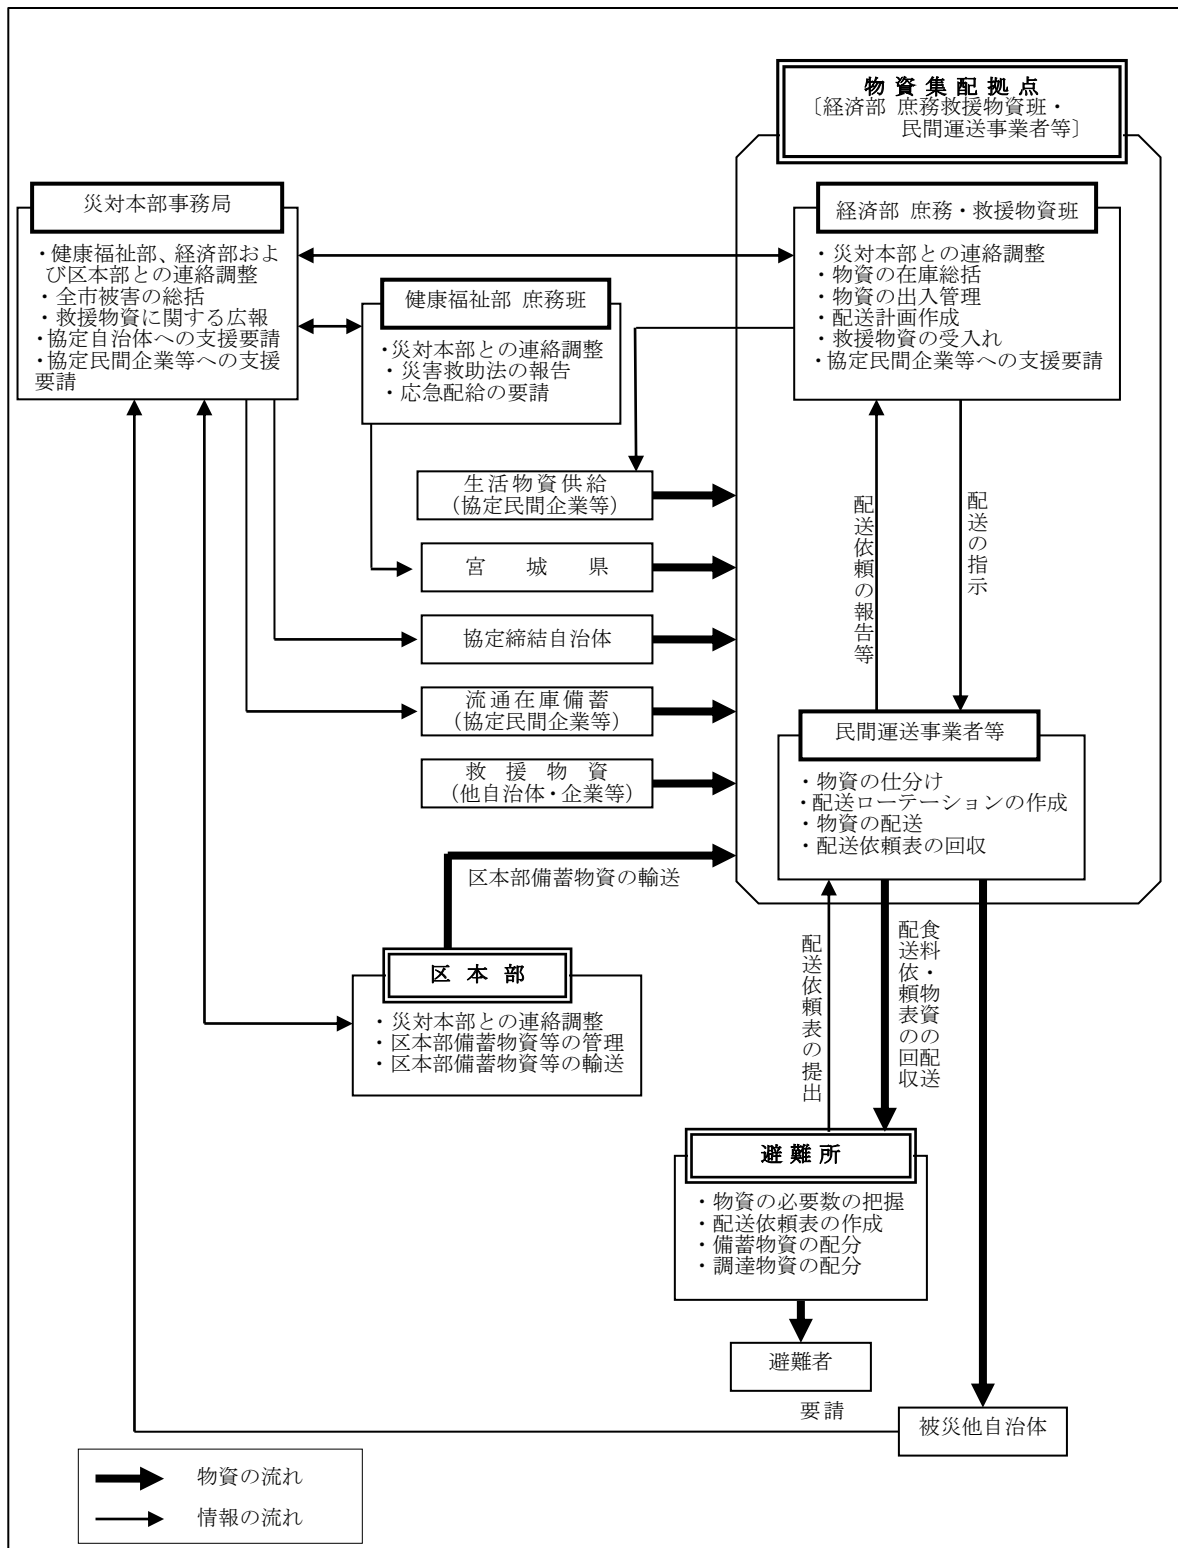 物資集配拠点
〔経済部 庶務救援物資班・
民間運送事業者等〕
災対本部事務局
・健康福祉部、経済部およ
び区本部との連絡調整
・全市被害の総括
・救援物資に関する広報
・協定自治体への支援要請
・協定民間企業等への支援
要請
経済部 庶務・救援物資班
・災対本部との連絡調整
・物資の在庫総括
・物資の出入管理
・配送計画作成
・救援物資の受入れ
・協定民間企業等への支援要請
健康福祉部 庶務班
・災対本部との連絡調整
・災害救助法の報告
・応急配給の要請
生活物資供給
（協定民間企業等）
宮城県
協定締結自治体
流通在庫備蓄
（協定民間企業等）
救援物資
（他自治体・企業等）
配送依頼の報告等
配送の指示
民間運送事業者等
・物資の仕分け
・配送ローテーションの作成
・物資の配送
・配送依頼表の回収
区本部備蓄物資の輸送
区本部
・災対本部との連絡調整
・区本部備蓄物資等の管理
・区本部備蓄物資等の輸送
配送依頼表の提出
食料・物資の配送
配送依頼表の回収
避難所
・物資の必要数の把握
・配送依頼表の作成
・備蓄物資の配分
・調達物資の配分
避難者
要請
被災他自治体
物資の流れ
情報の流れ